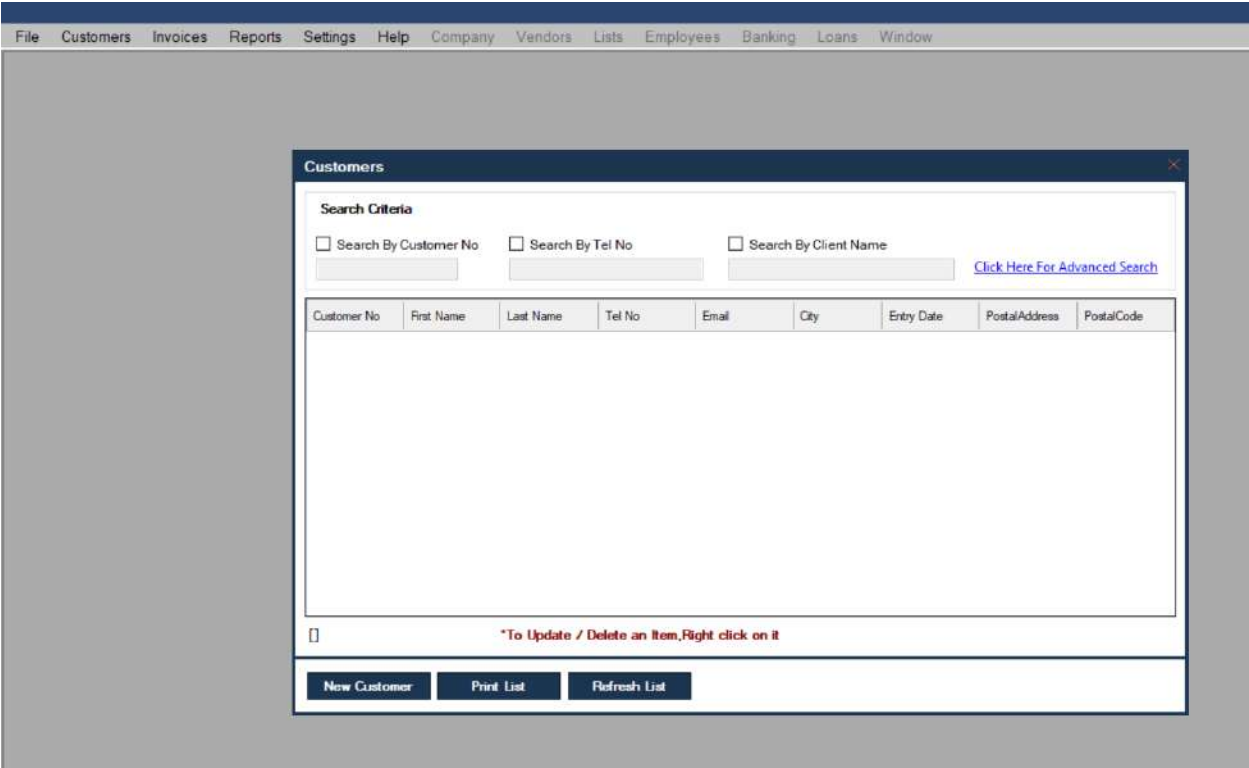 File Customers Invoices Reports Settings Help Company Vendors Lists Employees Banking Loans Window
Customers
Search Criteria
Search By Customer No Search By Tel No Search By Client Name
Click Here For Advanced Search
Customer No First Name Last Name Tel No Email City Entry Date PostalAddress PostalCode
[] *To Update / Delete an Item,Right click on it
New Customer Print List Refresh List